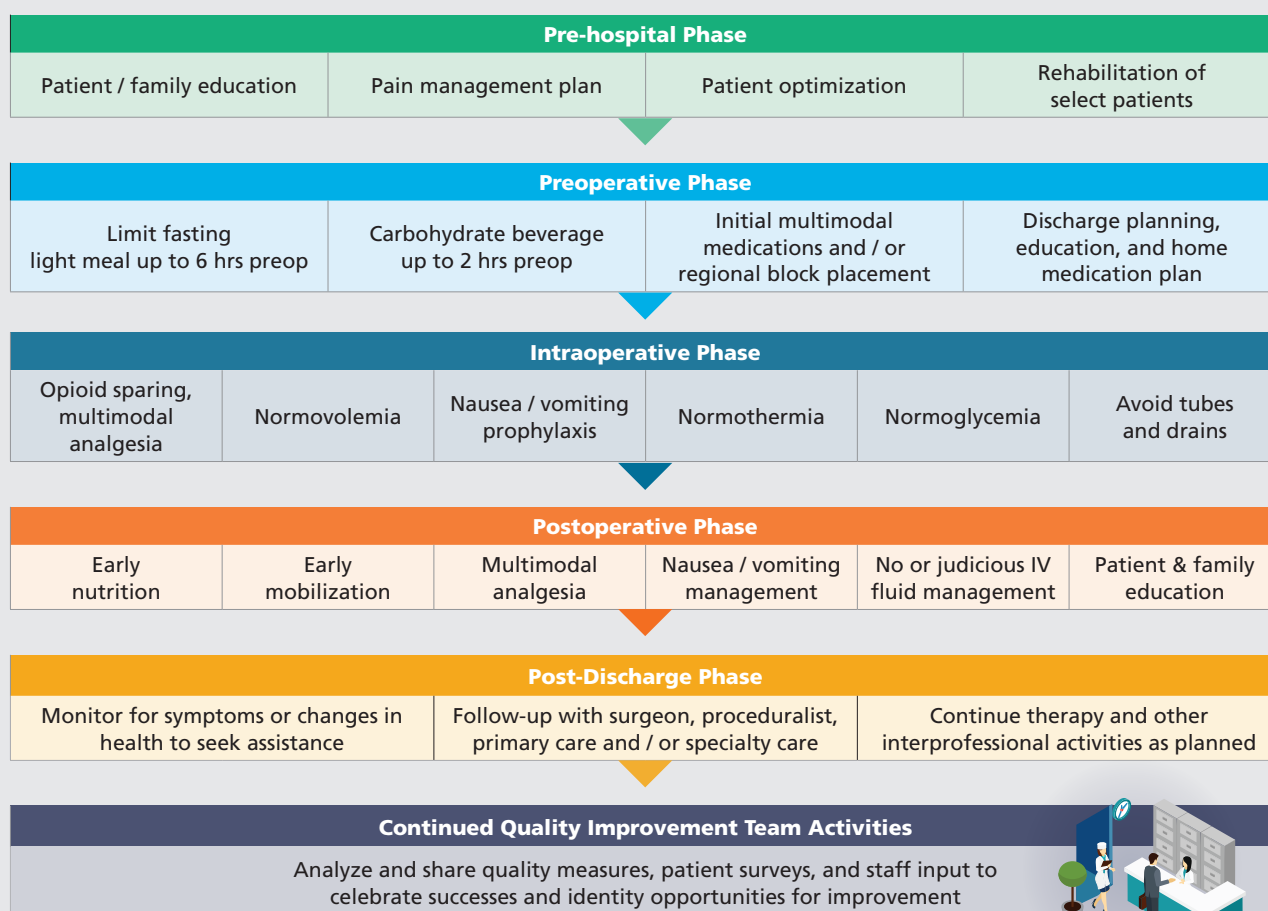 Pre-hospital Phase
Patient / family education
Pain management plan
Patient optimization
Rehabilitation of
select patients
Preoperative Phase
Limit fasting
light meal up to 6 hrs preop
Carbohydrate beverage
up to 2 hrs preop
Initial multimodal
medications and / or
regional block placement
Discharge planning,
education, and home
medication plan
Intraoperative Phase
Opioid sparing,
multimodal
analgesia
Normovolemia
Nausea / vomiting
prophylaxis
Normothermia
Normoglycemia
Avoid tubes
and drains
Postoperative Phase
Early
nutrition
Early
mobilization
Multimodal
analgesia
Nausea / vomiting
management
No or judicious IV
fluid management
Patient & family
education
Post-Discharge Phase
Monitor for symptoms or changes in
health to seek assistance
Follow-up with surgeon, proceduralist,
primary care and / or specialty care
Continue therapy and other
interprofessional activities as planned
Continued Quality Improvement Team Activities
Analyze and share quality measures, patient surveys, and staff input to
celebrate successes and identity opportunities for improvement